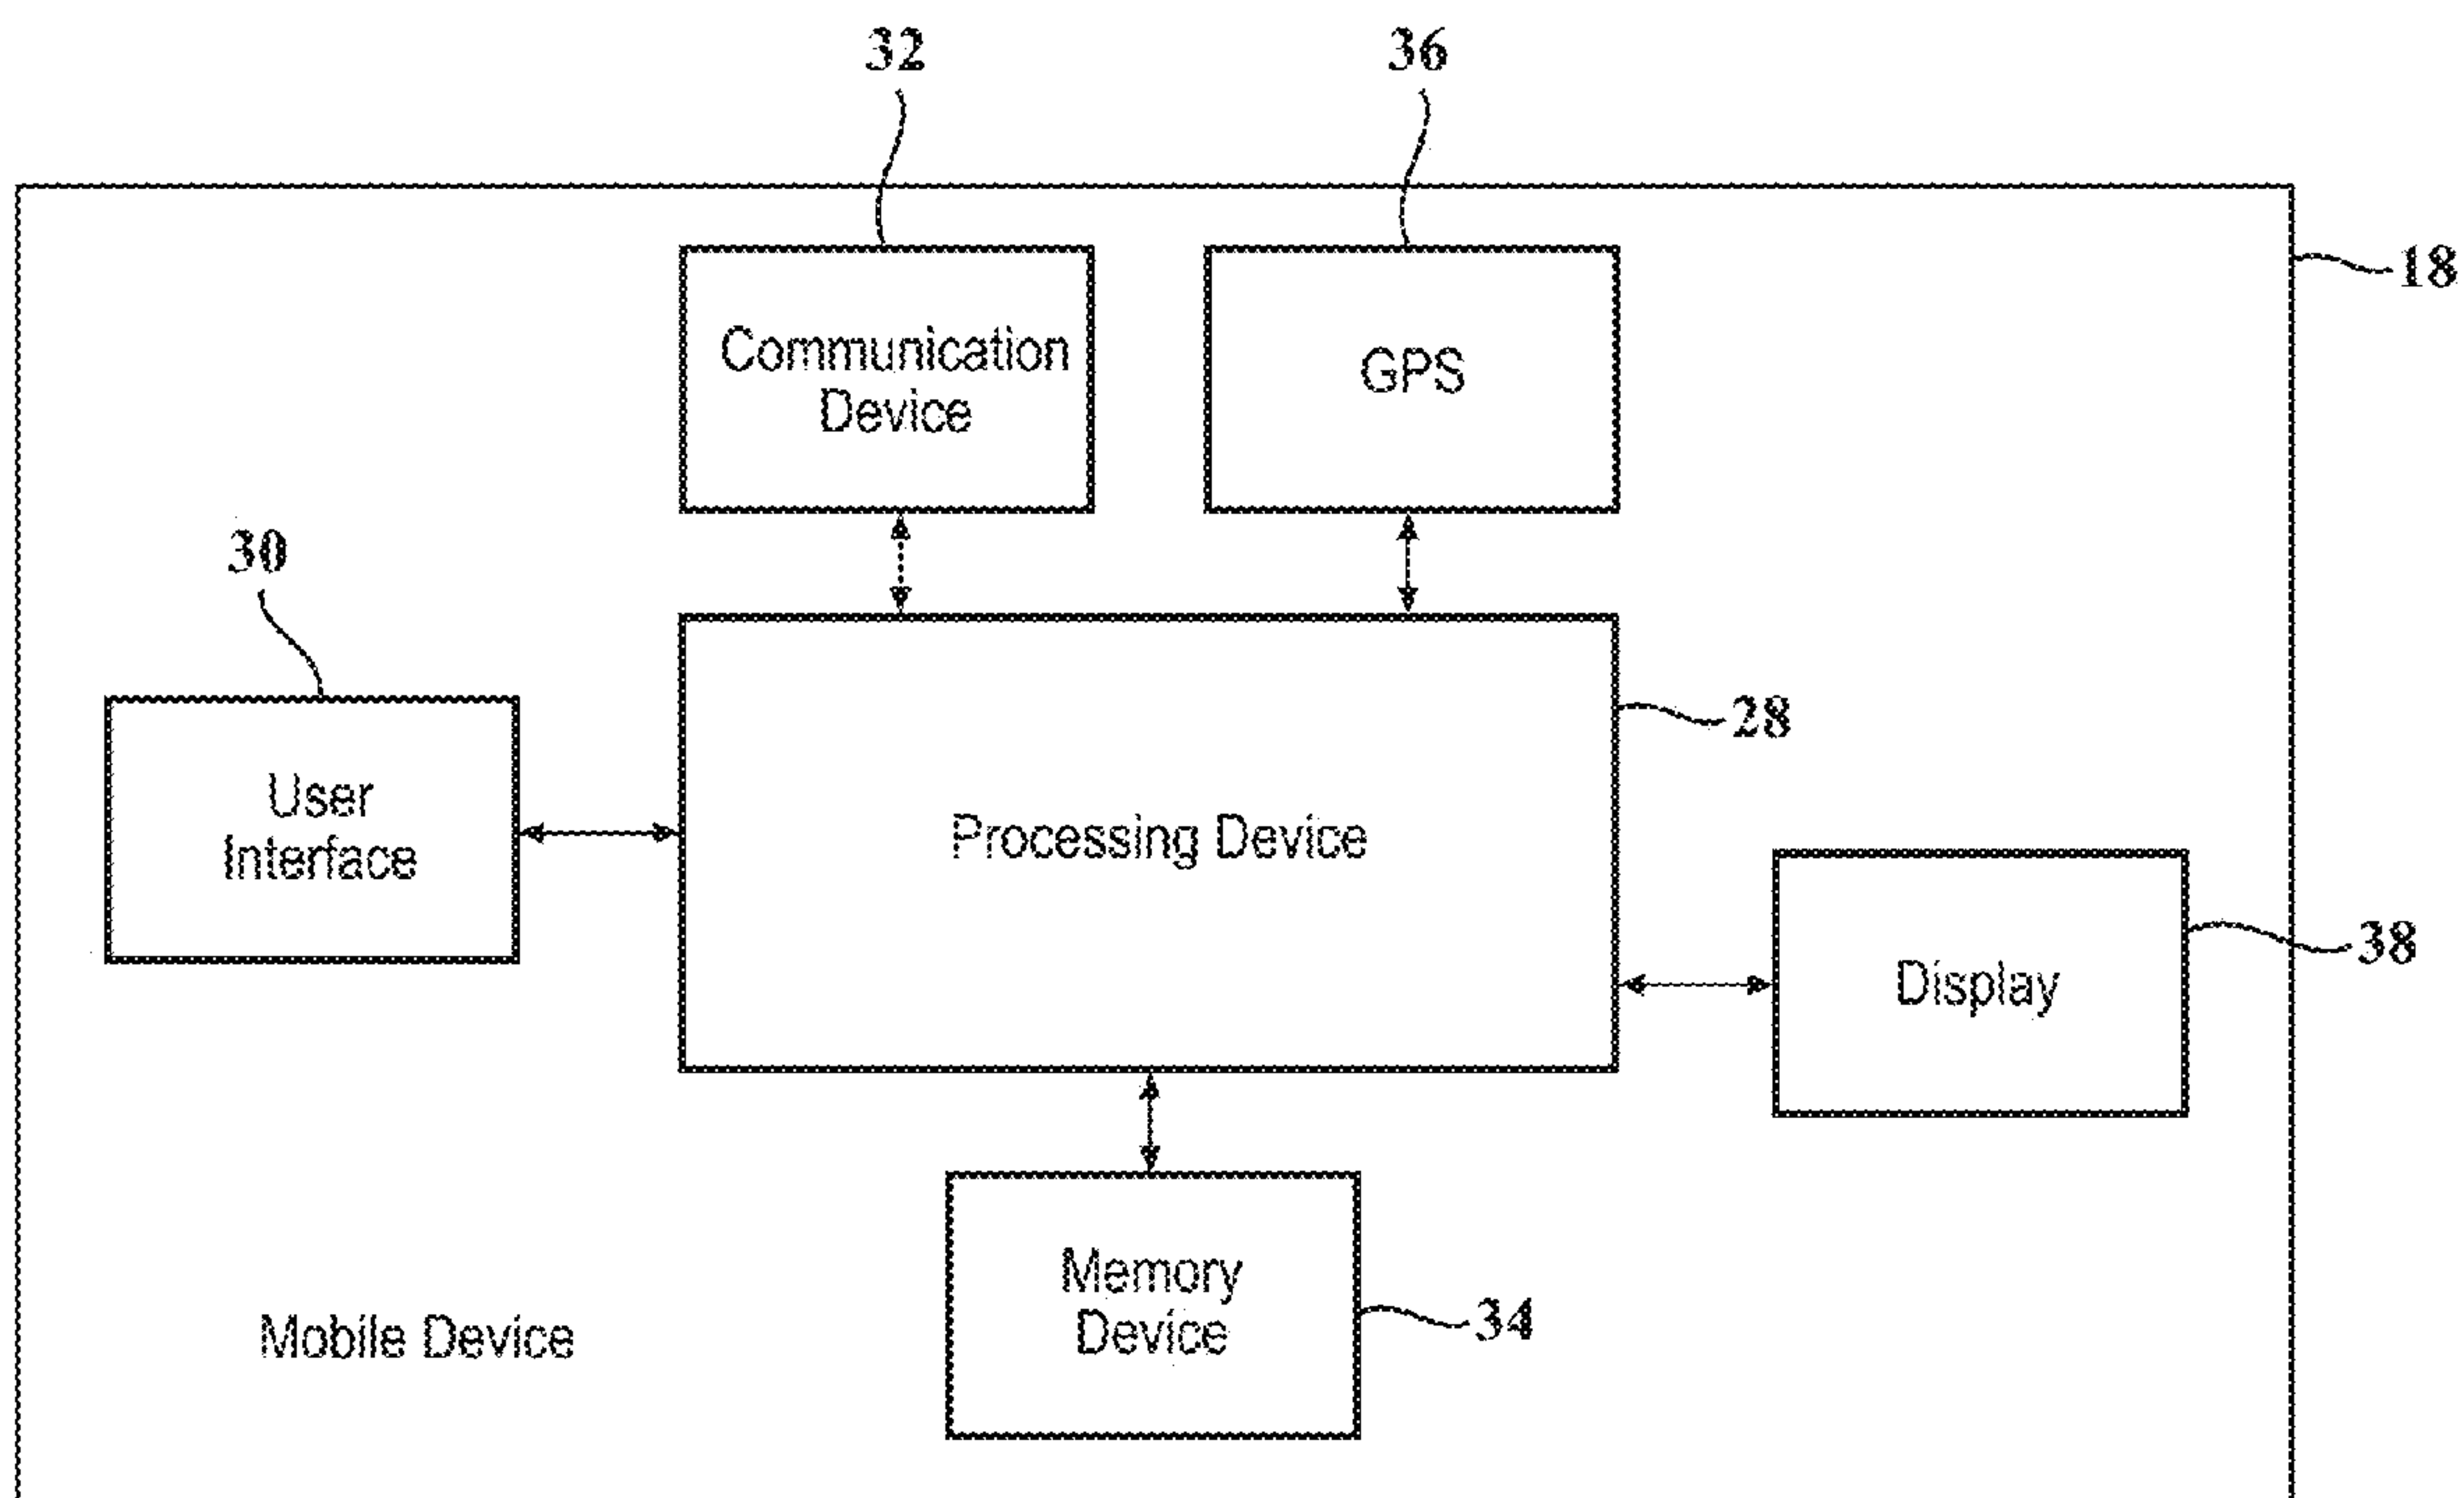 32
36
18
Communication
Device
GPS
30
28
User
Interface
Processing Device
38
Display
Memory
Device
34
Mobile Device